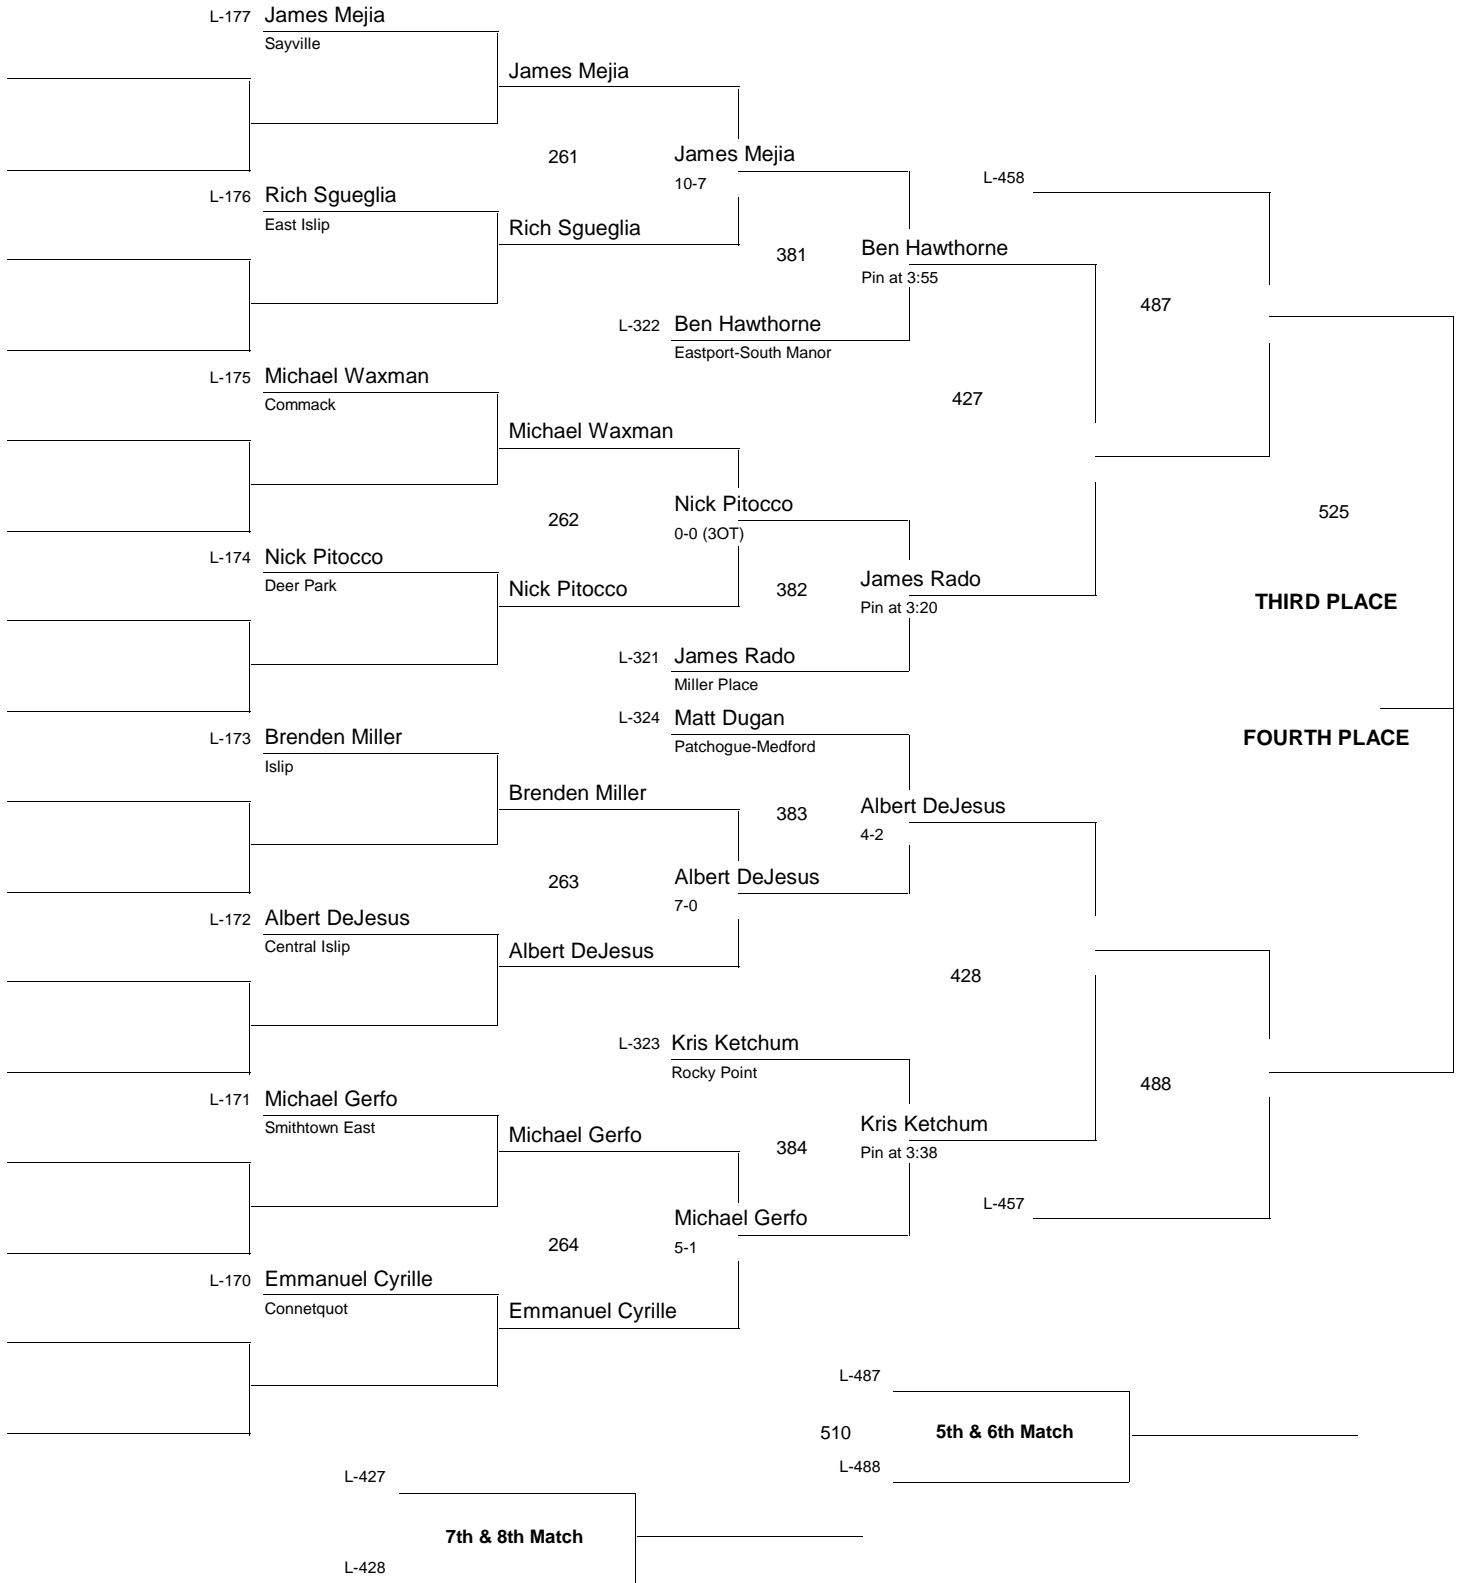 L-177 James Mejia
Sayville
James Mejia
261
James Mejia
10-7
L-458
L-176 Rich Sgueglia
East Islip
Rich Sgueglia
381
Ben Hawthorne
Pin at 3:55
487
L-322 Ben Hawthorne
Eastport-South Manor
L-175 Michael Waxman
Commack
427
Michael Waxman
Nick Pitocco
0-0 (3OT)
262
525
L-174 Nick Pitocco
Deer Park
Nick Pitocco
382
James Rado
Pin at 3:20
THIRD PLACE
L-321 James Rado
Miller Place
L-324 Matt Dugan
Patchogue-Medford
L-173 Brenden Miller
Islip
FOURTH PLACE
Brenden Miller
383
Albert DeJesus
4-2
263
Albert DeJesus
7-0
L-172 Albert DeJesus
Central Islip
Albert DeJesus
428
L-323 Kris Ketchum
Rocky Point
488
L-171 Michael Gerfo
Smithtown East
Michael Gerfo
384
Kris Ketchum
Pin at 3:38
L-457
Michael Gerfo
5-1
264
L-170 Emmanuel Cyrille
Connetquot
Emmanuel Cyrille
L-487
510
5th & 6th Match
L-488
L-427
7th & 8th Match
L-428